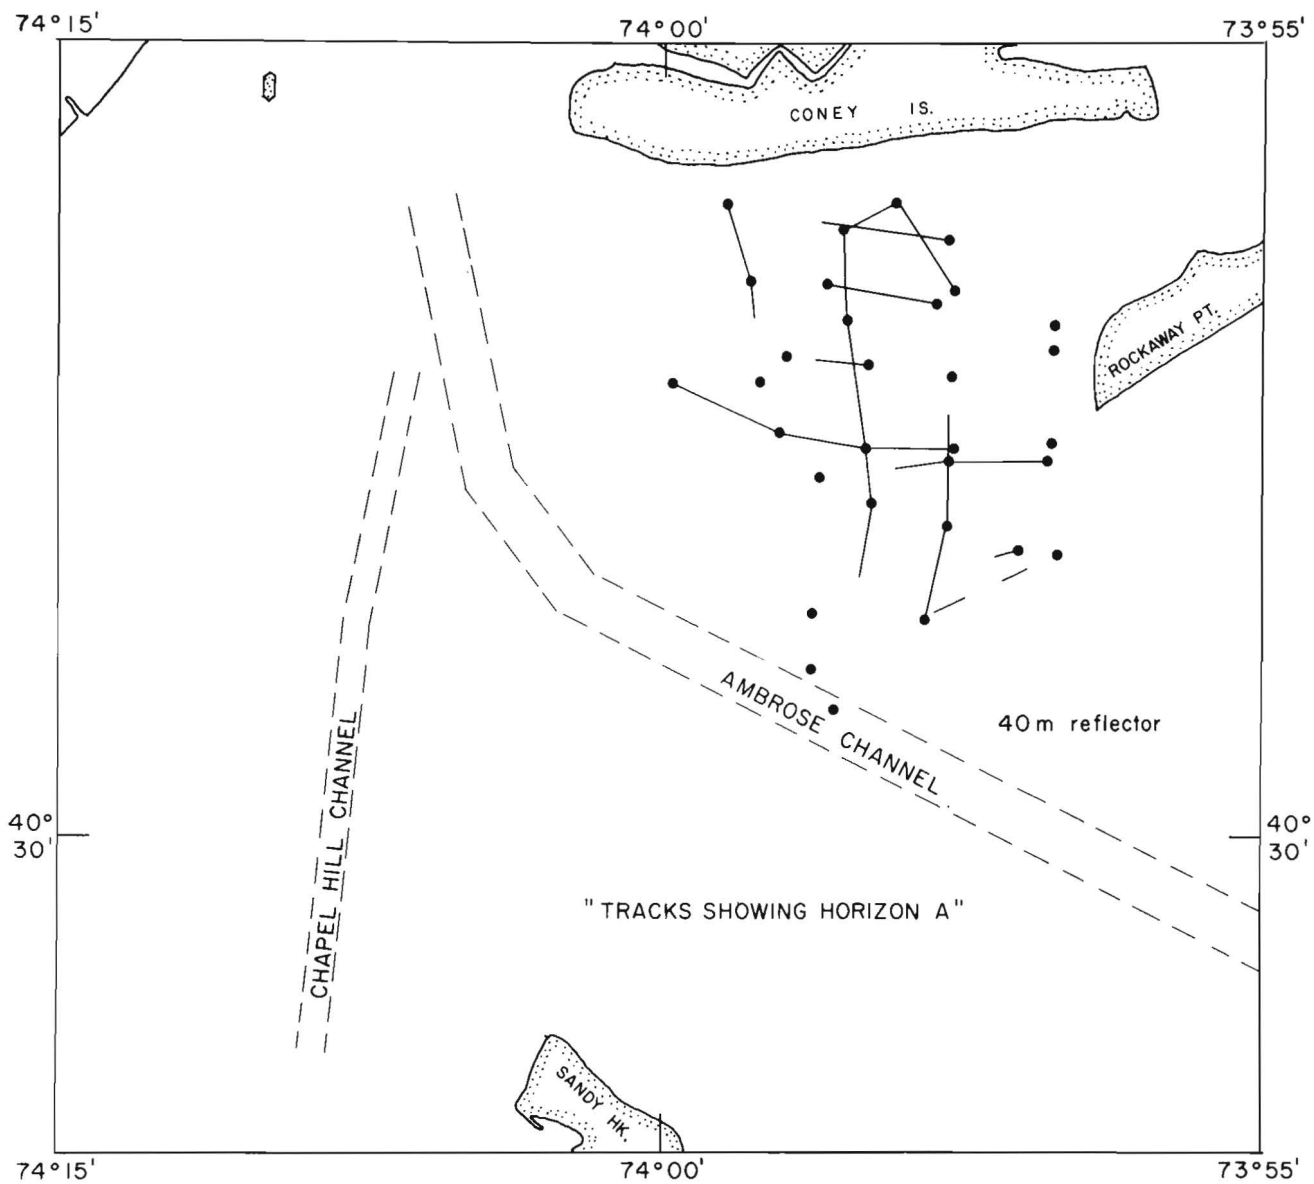 74°15'
74°00'
73°55'
CONEY IS.
ROCKAWAY PT.
AMBROSE CHANNEL
40 m reflector
CHAPEL HILL CHANNEL
40°
30'
40°
30'
"TRACKS SHOWING HORIZON A"
SANDY HK.
74°15'
74°00'
73°55'